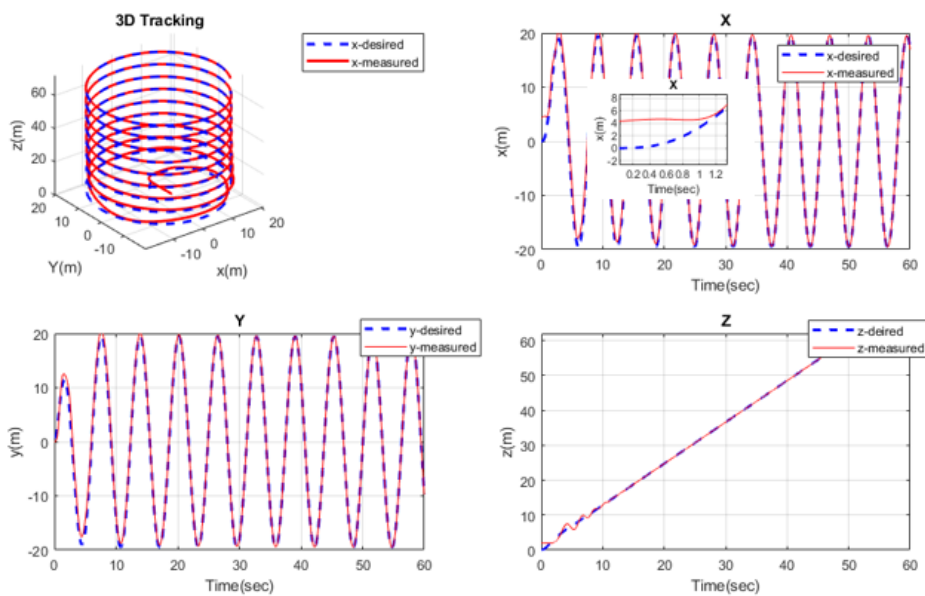 3D Tracking
x-desired
x-measured
z(m)
60
40
20
0
20
10
0
-10
Y(m)
-10
0
10
20
x(m)
X
x-desired
x-measured
20
10
0
-10
-20
x(m)
0
10
20
30
40
50
60
Time(sec)
X
8
6
4
2
0
-2
x(m)
0.2 0.4 0.6 0.8 1 1.2
Time(sec)
Y
y-desired
y-measured
20
10
0
-10
-20
y(m)
0
10
20
30
40
50
60
Time(sec)
Z
z-deired
z-measured
60
50
40
30
20
10
0
z(m)
0
10
20
30
40
50
60
Time(sec)